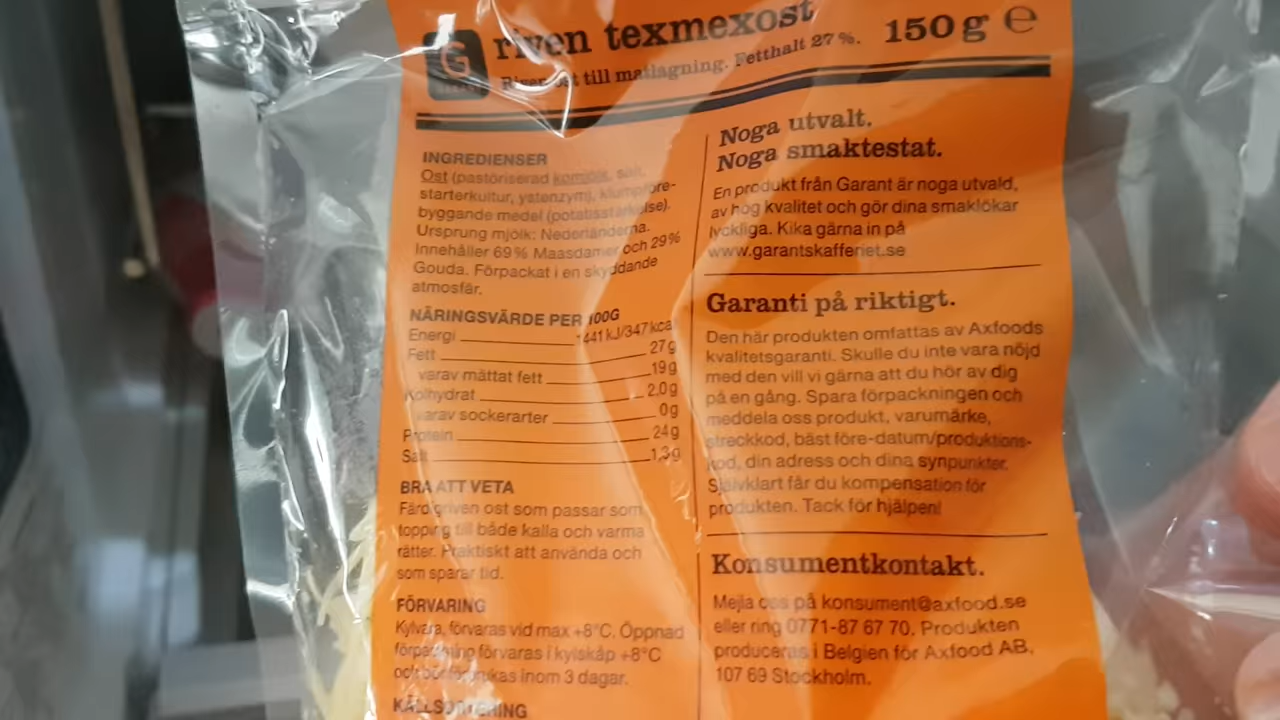 G riven texmexost 150 g ℮
Riven ost till matlagning. Fetthalt 27 %.
INGREDIENSER
Ost (pastöriserad komjölk, salt,
starterkultur, ystenzym), klumpföre-
byggande medel (potatisstärkelse).
Ursprung mjölk: Nederländerna.
Innehåller 69 % Maasdamer och 29 %
Gouda. Förpackat i en skyddande
atmosfär.
NÄRINGSVÄRDE PER 100G
Energi 1441 kJ/347 kcal
Fett 27 g
varav mättat fett 19 g
Kolhydrat 2,0 g
varav sockerarter 0 g
Protein 24 g
Salt 1,3 g
BRA ATT VETA
Färdigriven ost som passar som
topping till både kalla och varma
rätter. Praktiskt att använda och
som sparar tid.
FÖRVARING
Kylvara, förvaras vid max +8°C. Öppnad
förpackning förvaras i kylskåp +8°C
och bör förbrukas inom 3 dagar.
KÄLLSORTERING
Noga utvalt.
Noga smaktestat.
En produkt från Garant är noga utvald,
av hög kvalitet och gör dina smaklökar
lyckliga. Kika gärna in på
www.garantskafferiet.se
Garanti på riktigt.
Den här produkten omfattas av Axfoods
kvalitetsgaranti. Skulle du inte vara nöjd
med den vill vi gärna att du hör av dig
på en gång. Spara förpackningen och
meddela oss produkt, varumärke,
streckkod, bäst före-datum/produktions-
kod, din adress och dina synpunkter.
Självklart får du kompensation för
produkten. Tack för hjälpen!
Konsumentkontakt.
Mejla oss på konsument@axfood.se
eller ring 0771-87 67 70. Produkten
produceras i Belgien för Axfood AB,
107 69 Stockholm.